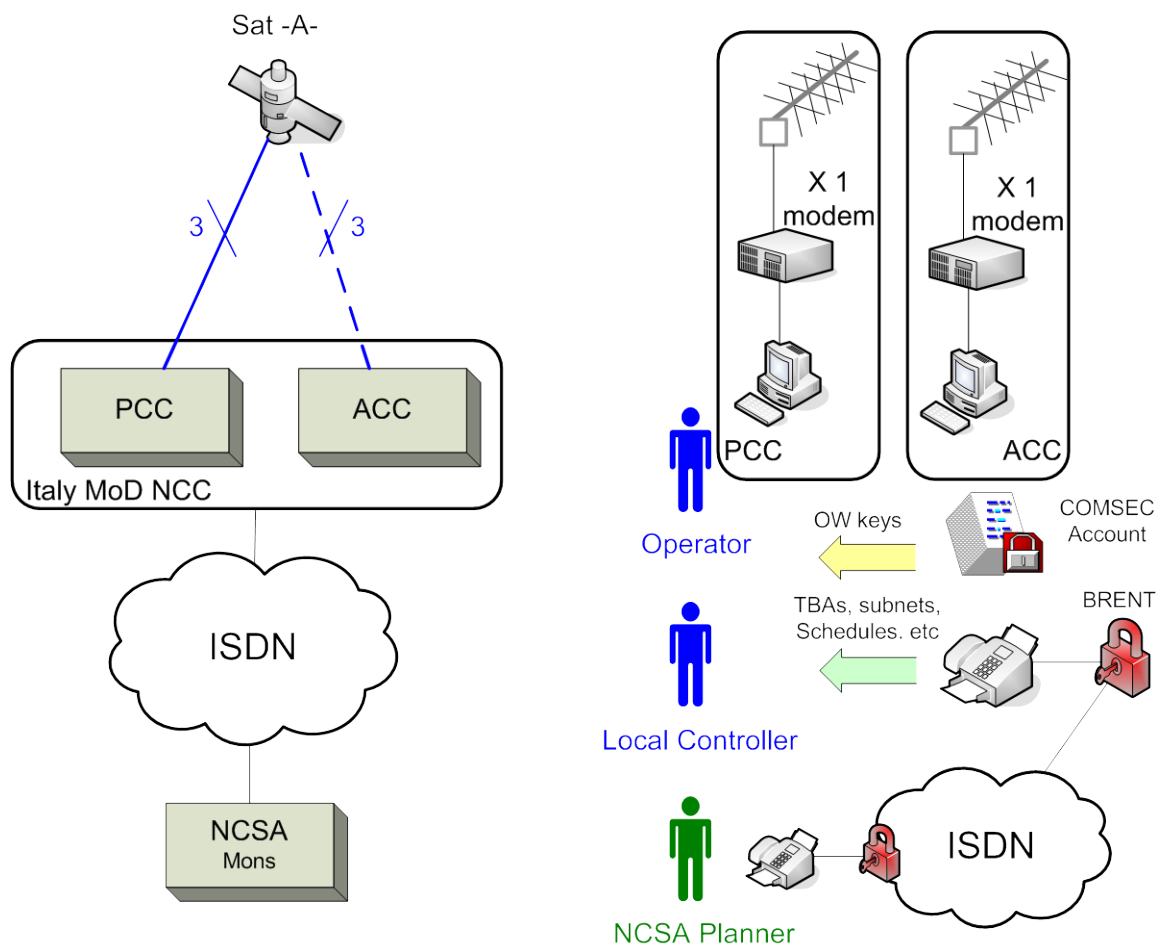 Sat -A-
3
3
PCC
ACC
Italy MoD NCC
ISDN
NCSA
Mons
X 1
modem
PCC
X 1
modem
ACC
Operator
OW keys
COMSEC
Account
TBAs, subnets,
Schedules. etc
BRENT
Local Controller
ISDN
NCSA Planner